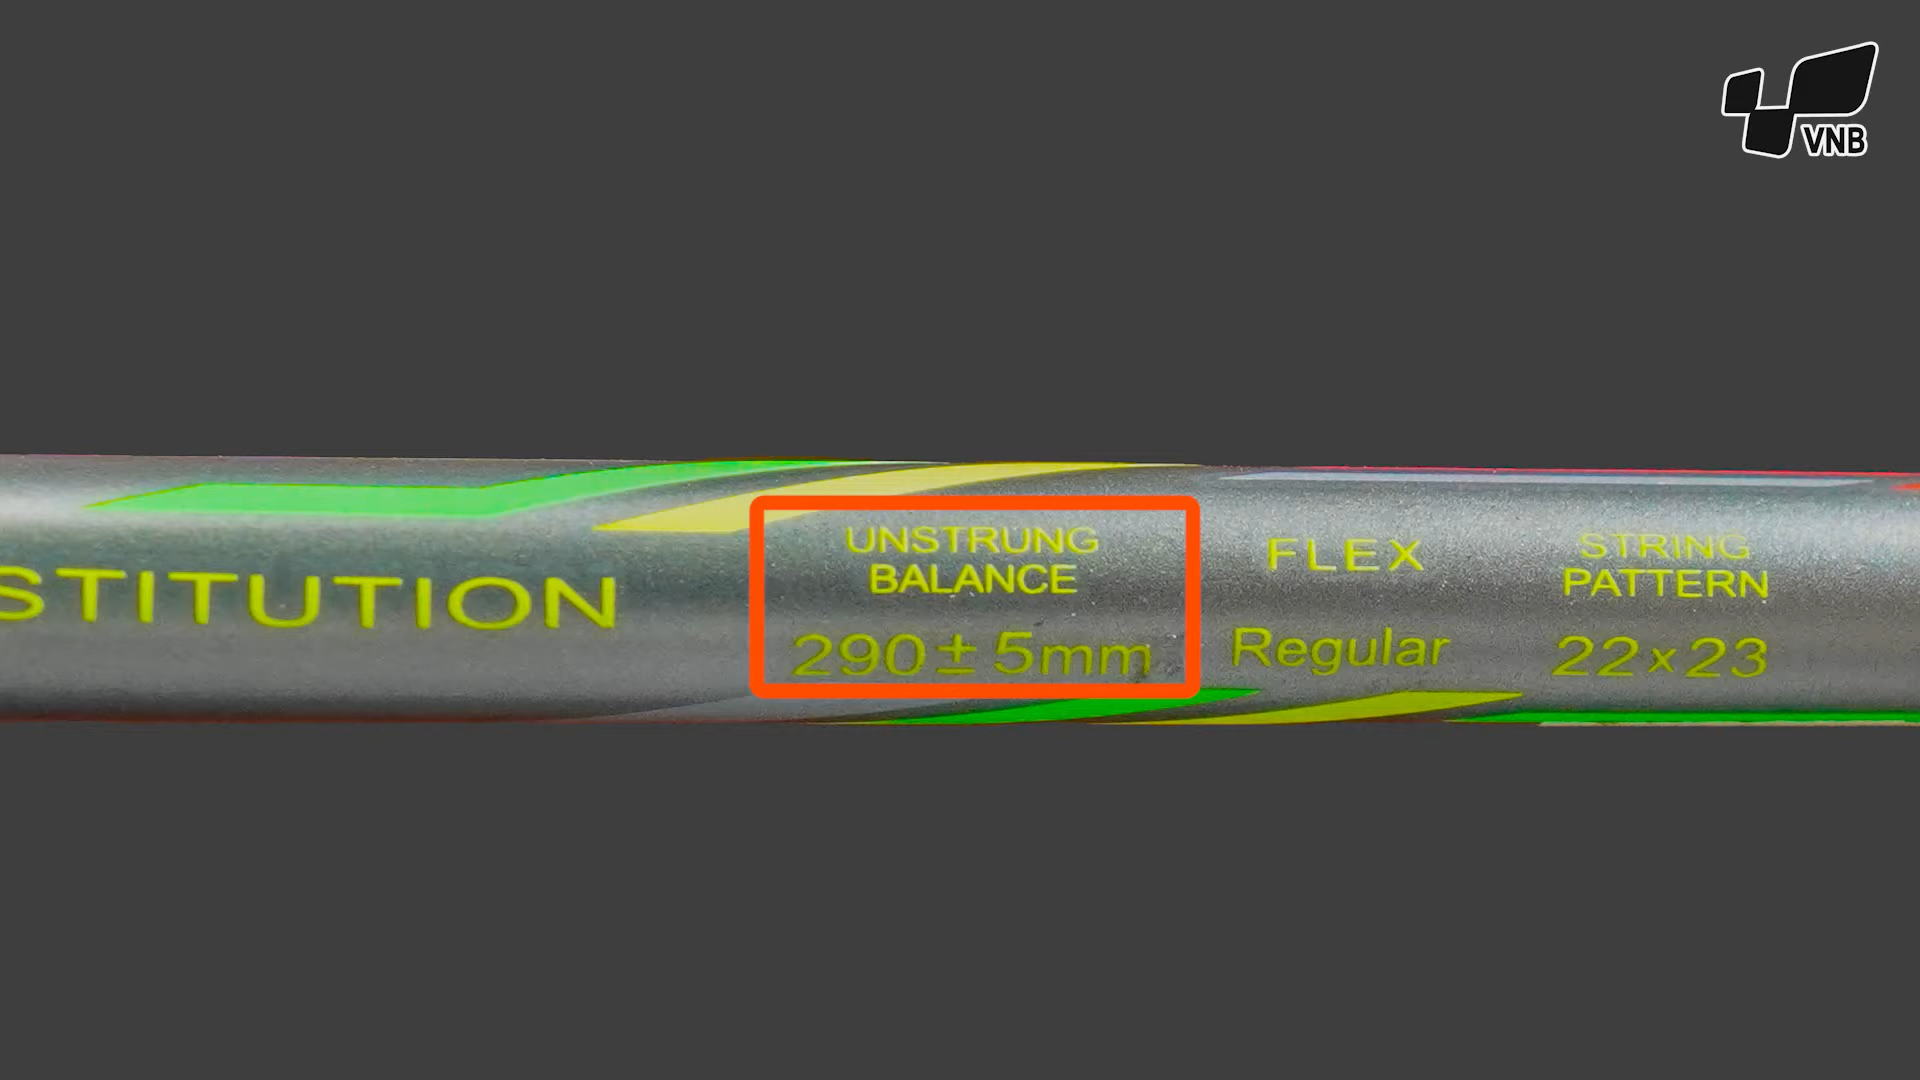 VNB
STITUTION
UNSTRUNG
BALANCE
290±5mm
FLEX
Regular
STRING
PATTERN
22x23